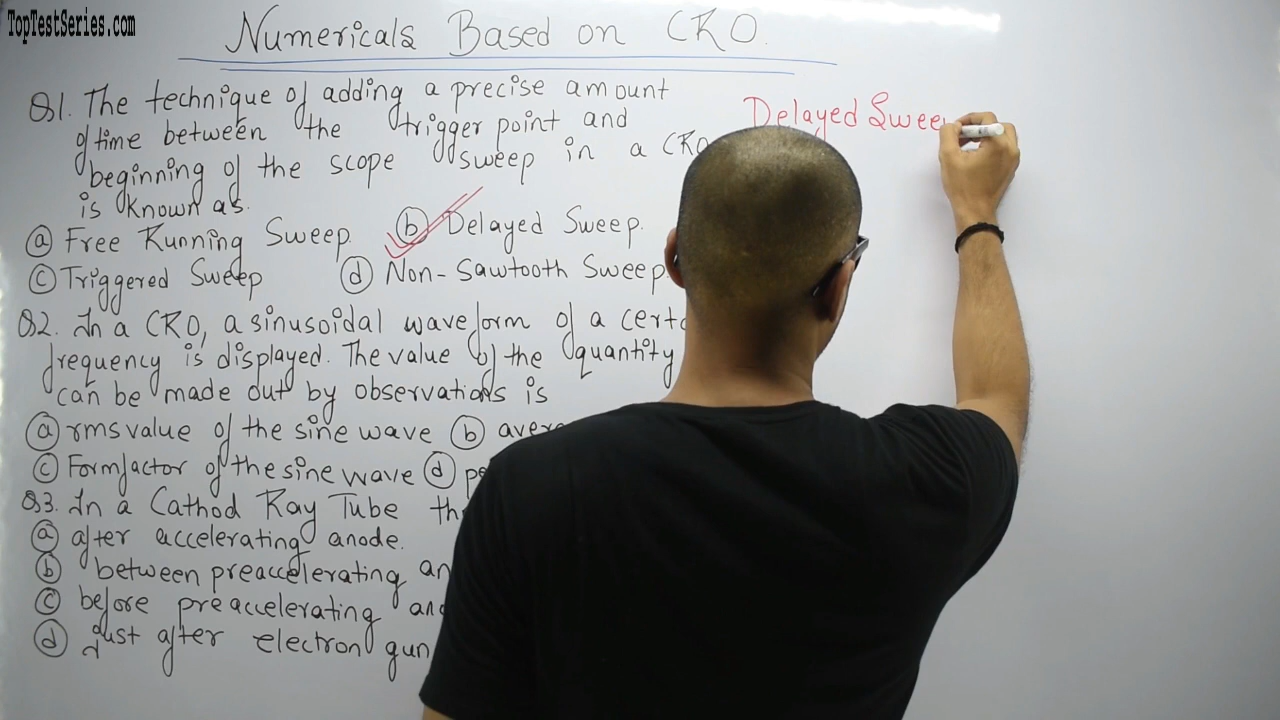 TopTestSeries.com
Numericals Based on CRO.
Q1. The technique of adding a precise amount
of time between the trigger point and
beginning of the scope sweep in a CRO
is known as.
(a) Free Running Sweep. (b) Delayed Sweep.
(c) Triggered Sweep (d) Non-Sawtooth Sweep.
Delayed Sweep
Q2. In a CRO, a sinusoidal waveform of a
frequency is displayed. The value of the quantity
can be made out by observations is
(a) rms value of the sine wave (b)
(c) Formfactor of the sine wave (d)
Q3. In a Cathod Ray Tube
(a) after accelerating anode.
(b) between preaccelerating
(c) before preaccelerating
(d) just after electron gun